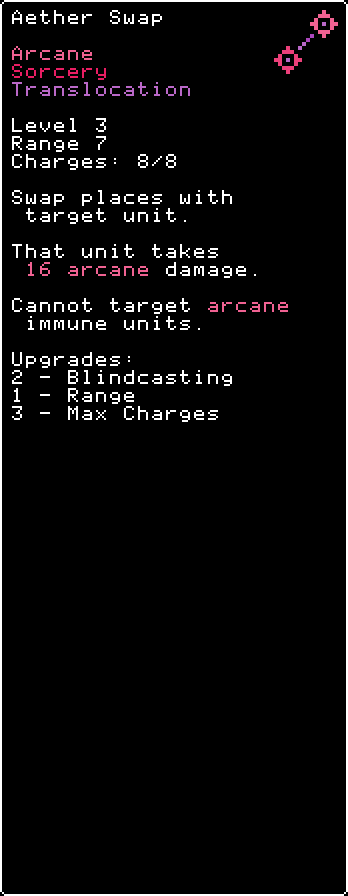 Aether Swap
Arcane
Sorcery
Translocation
Level 3
Range 7
Charges: 8/8
Swap places with
target unit.
That unit takes
16 arcane damage.
Cannot target arcane
immune units.
Upgrades:
2 - Blindcasting
1 - Range
3 - Max Charges